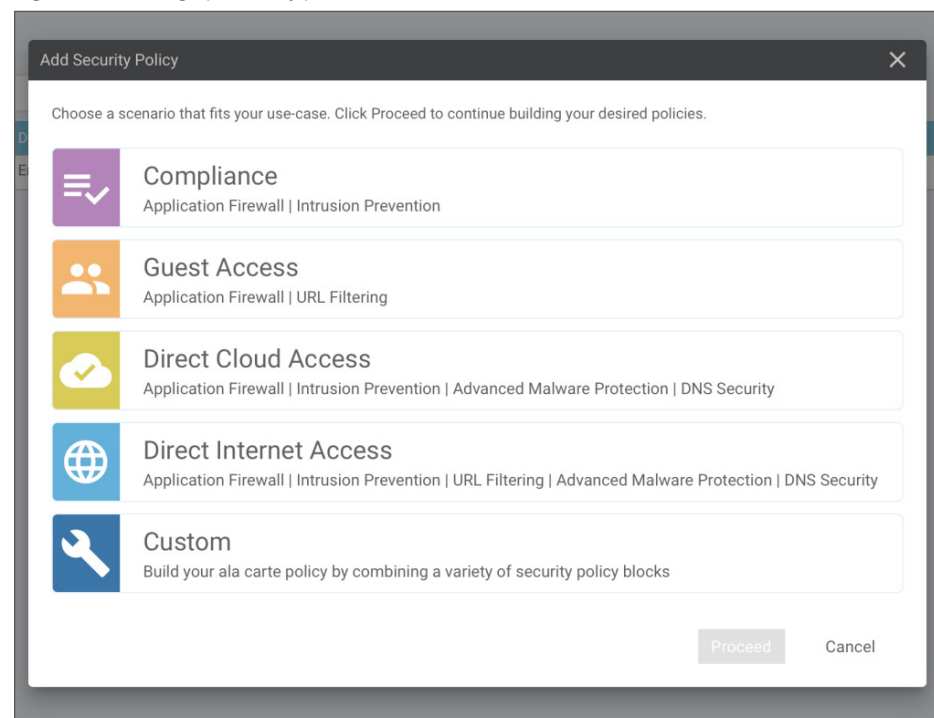 Add Security Policy
Choose a scenario that fits your use-case. Click Proceed to continue building your desired policies.
Compliance
Application Firewall | Intrusion Prevention
Guest Access
Application Firewall | URL Filtering
Direct Cloud Access
Application Firewall | Intrusion Prevention | Advanced Malware Protection | DNS Security
Direct Internet Access
Application Firewall | Intrusion Prevention | URL Filtering | Advanced Malware Protection | DNS Security
Custom
Build your ala carte policy by combining a variety of security policy blocks
Proceed Cancel